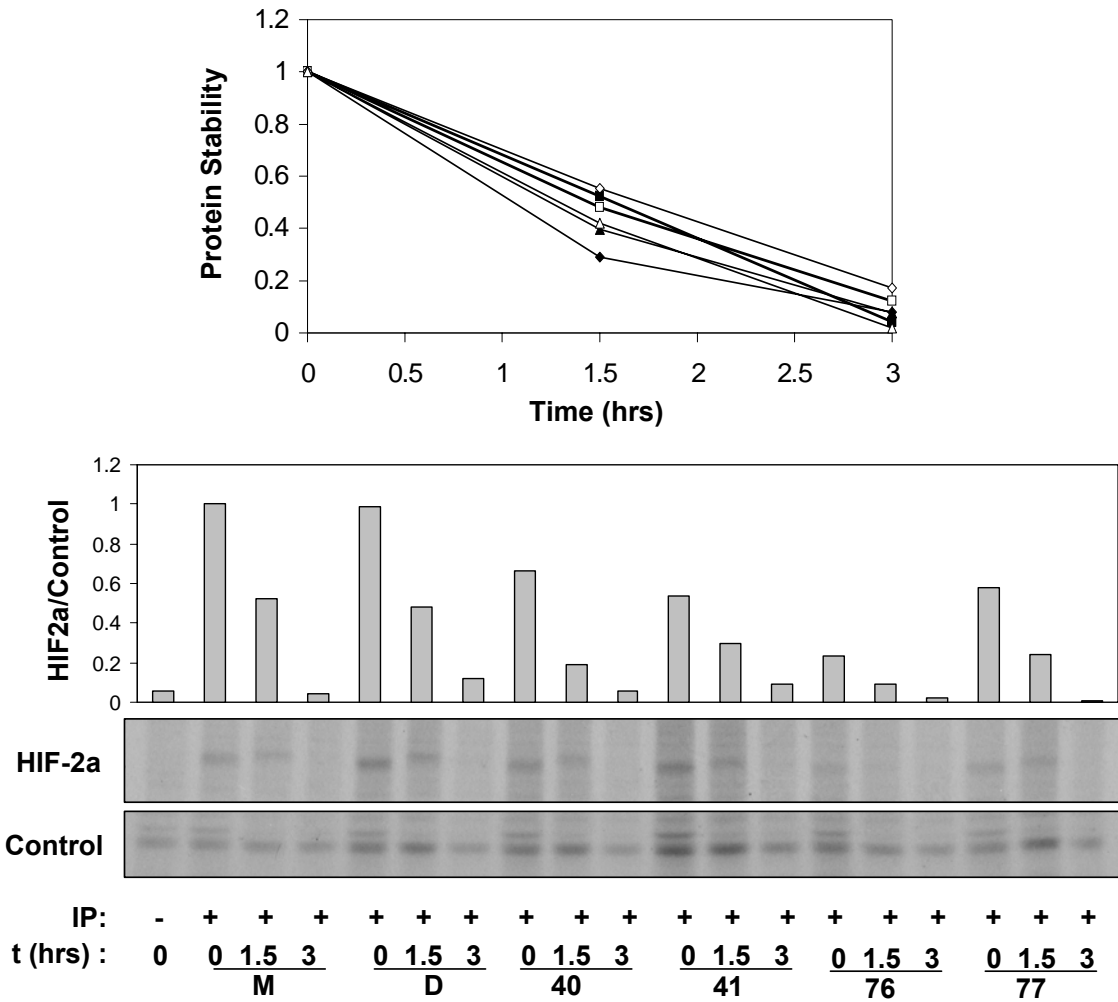 1.2
1
0.8
0.6
0.4
0.2
0
Protein Stability
0 0.5 1 1.5 2 2.5 3
Time (hrs)
1.2
1
0.8
0.6
0.4
0.2
0
HIF2a/Control
HIF-2a
Control
IP: - + + + + + + + + + + + + + + + + + +
t (hrs) : 0 0 1.5 3 0 1.5 3 0 1.5 3 0 1.5 3 0 1.5 3 0 1.5 3
M D 40 41 76 77